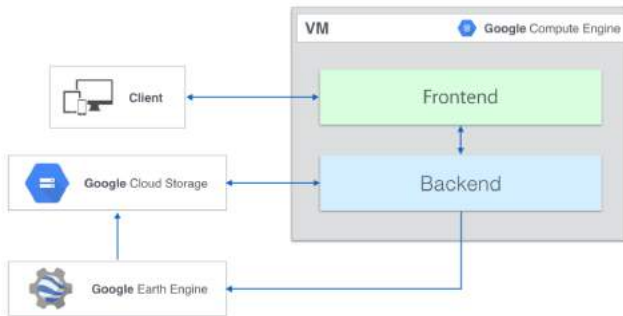 VM
Google Compute Engine
Client
Frontend
Google Cloud Storage
Backend
Google Earth Engine